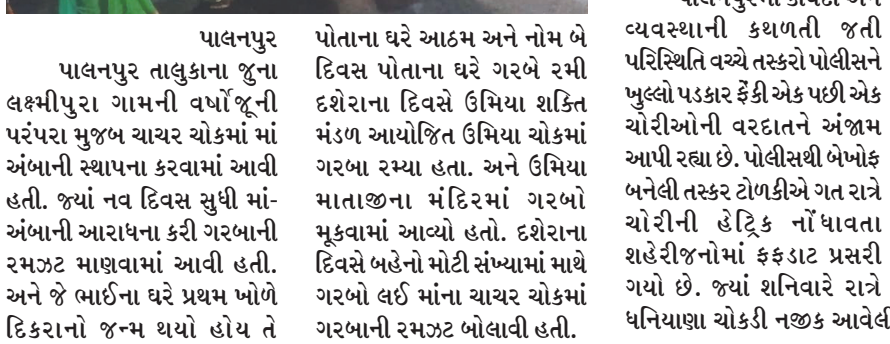 પાલનપુર
પાલનપુર તાલુકાના જુના
લક્ષ્મીપુરા ગામની વર્ષોજૂની
પરંપરા મુજબ ચાચર ચોકમાં માં
અંબાની સ્થાપના કરવામાં આવી
હતી. જ્યાં નવ દિવસ સુધી માં-
અંબાની આરાધના કરી ગરબાની
રમઝટ માણવામાં આવી હતી.
અને જે ભાઈના ઘરે પ્રથમ ખોળે
દિકરાનો જન્મ થયો હોય તે
પોતાના ઘરે આઠમ અને નોમ બે
દિવસ પોતાના ઘરે ગરબે રમી
દશેરાના દિવસે ઉમિયા શક્તિ
મંડળ આયોજિત ઉમિયા ચોકમાં
ગરબા રમ્યા હતા. અને ઉમિયા
માતાજીના મંદિરમાં ગરબો
મૂકવામાં આવ્યો હતો. દશેરાના
દિવસે બહેનો મોટી સંખ્યામાં માથે
ગરબો લઈ માંના ચાચર ચોકમાં
ગરબાની રમઝટ બોલાવી હતી.
વ્યવસ્થાની કથળતી જતી
પરિસ્થિતિ વચ્ચે તસ્કરો પોલીસને
ખુલ્લો પડકાર ફેંકી એક પછી એક
ચોરીઓની વરદાતને અંજામ
આપી રહ્યા છે. પોલીસથી બેખોફ
બનેલી તસ્કર ટોળકીએ ગત રાત્રે
ચોરીની હેટ્રિક નોંધાવતા
શહેરીજનોમાં ફફડાટ પ્રસરી
ગયો છે. જ્યાં શનિવારે રાત્રે
ધનિયાણા ચોકડી નજીક આવેલી